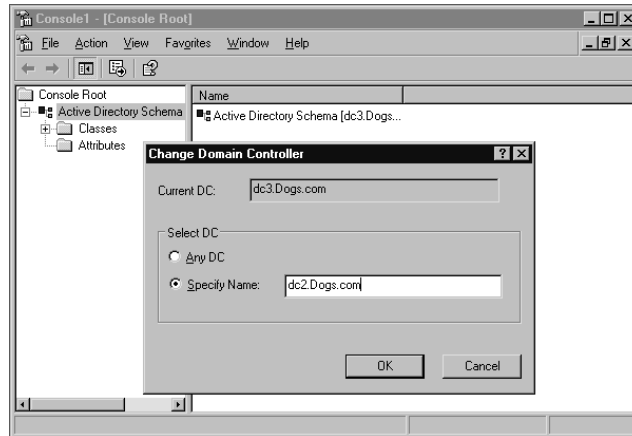 Console1 - [Console Root]
File Action View Favorites Window Help
Console Root
Active Directory Schema
Classes
Attributes
Name
Active Directory Schema [dc3.Dogs...
Change Domain Controller
Current DC: dc3.Dogs.com
Select DC
Any DC
Specify Name: dc2.Dogs.com
OK Cancel